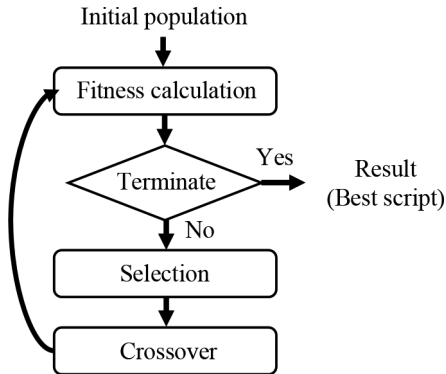 Initial population
Fitness calculation
Terminate
Yes
Result
(Best script)
No
Selection
Crossover